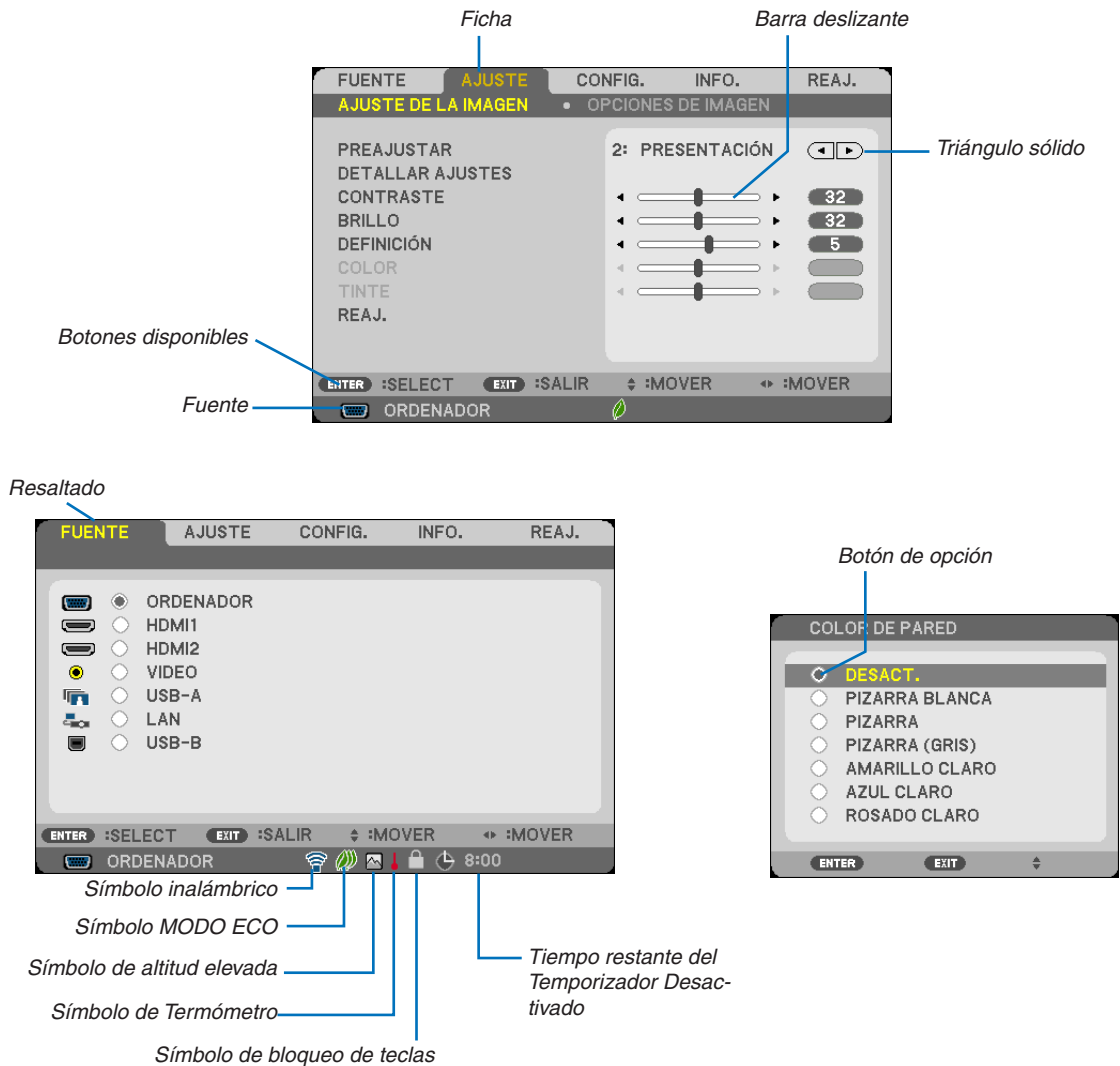 Ficha
Barra deslizante
FUENTE AJUSTE CONFIG. INFO. REAJ.
AJUSTE DE LA IMAGEN • OPCIONES DE IMAGEN
PREAJUSTAR 2: PRESENTACIÓN
Triángulo sólido
DETALLAR AJUSTES
CONTRASTE 32
BRILLO 32
DEFINICIÓN 5
COLOR
TINTE
REAJ.
Botones disponibles
ENTER :SELECT EXIT :SALIR :MOVER :MOVER
Fuente
ORDENADOR
Resaltado
FUENTE AJUSTE CONFIG. INFO. REAJ.
ORDENADOR
HDMI1
HDMI2
VIDEO
USB-A
LAN
USB-B
ENTER :SELECT EXIT :SALIR :MOVER :MOVER
ORDENADOR 8:00
Botón de opción
COLOR DE PARED
DESACT.
PIZARRA BLANCA
PIZARRA
PIZARRA (GRIS)
AMARILLO CLARO
AZUL CLARO
ROSADO CLARO
ENTER EXIT
Símbolo inalámbrico
Símbolo MODO ECO
Símbolo de altitud elevada
Símbolo de Termómetro
Símbolo de bloqueo de teclas
Tiempo restante del
Temporizador Desac-
tivado